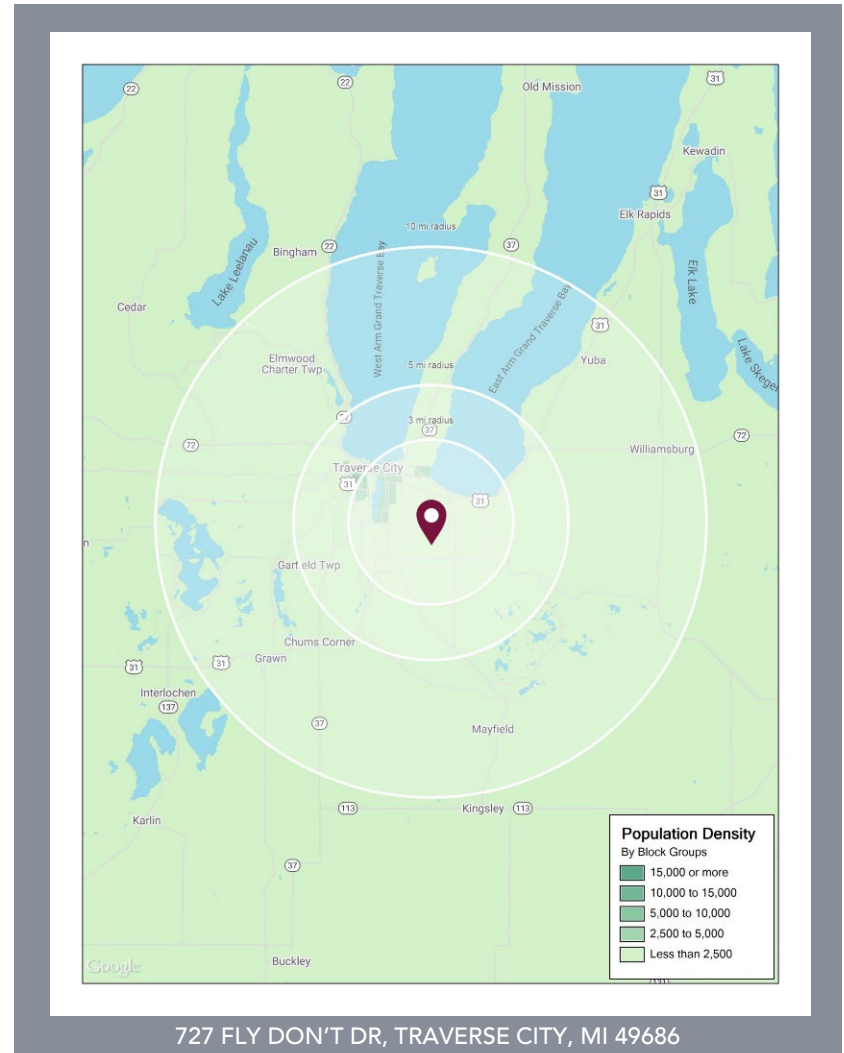 22
22
Old Mission
31
Kewadin
31
Elk Rapids
10 mi radius
Bingham 22
37
Lake Leelanau
West Arm Grand Traverse Bay
Elk Lake
East Arm Grand Traverse Bay
Cedar
31
Lake Skegen
Elmwood
Charter Twp
5 mi radius
Yuba
3 mi radius
37
72
72
Williamsburg
Traverse City
31
31
n
Garfield Twp
Chums Corner
Grawn
31
31
Interlochen
137
37
Mayfield
113
Kingsley 113
Karlin
37
Population Density
By Block Groups
15,000 or more
10,000 to 15,000
5,000 to 10,000
2,500 to 5,000
Less than 2,500
Google
Buckley
131
727 FLY DON'T DR, TRAVERSE CITY, MI 49686